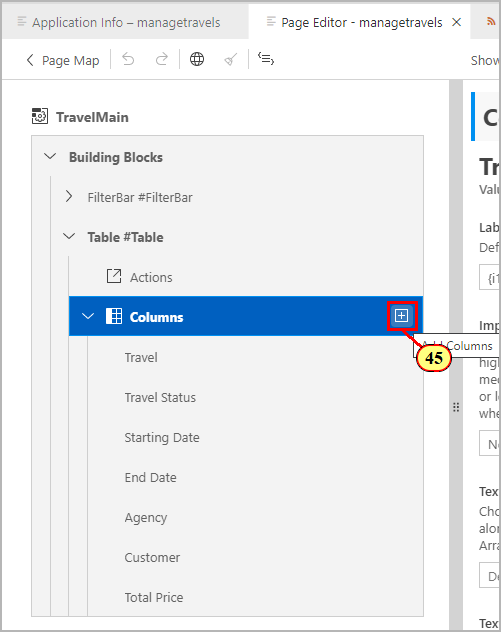 Application Info – managetravels
Page Editor - managetravels
Page Map
Show
TravelMain
Building Blocks
FilterBar #FilterBar
Table #Table
Actions
Columns
Add Columns
45
Travel
Travel Status
Starting Date
End Date
Agency
Customer
Total Price
C
Tr
Valu
Lab
Def
{i1
Imp
high
med
or l
whe
No
Tex
Cho
alon
Arra
De
Text